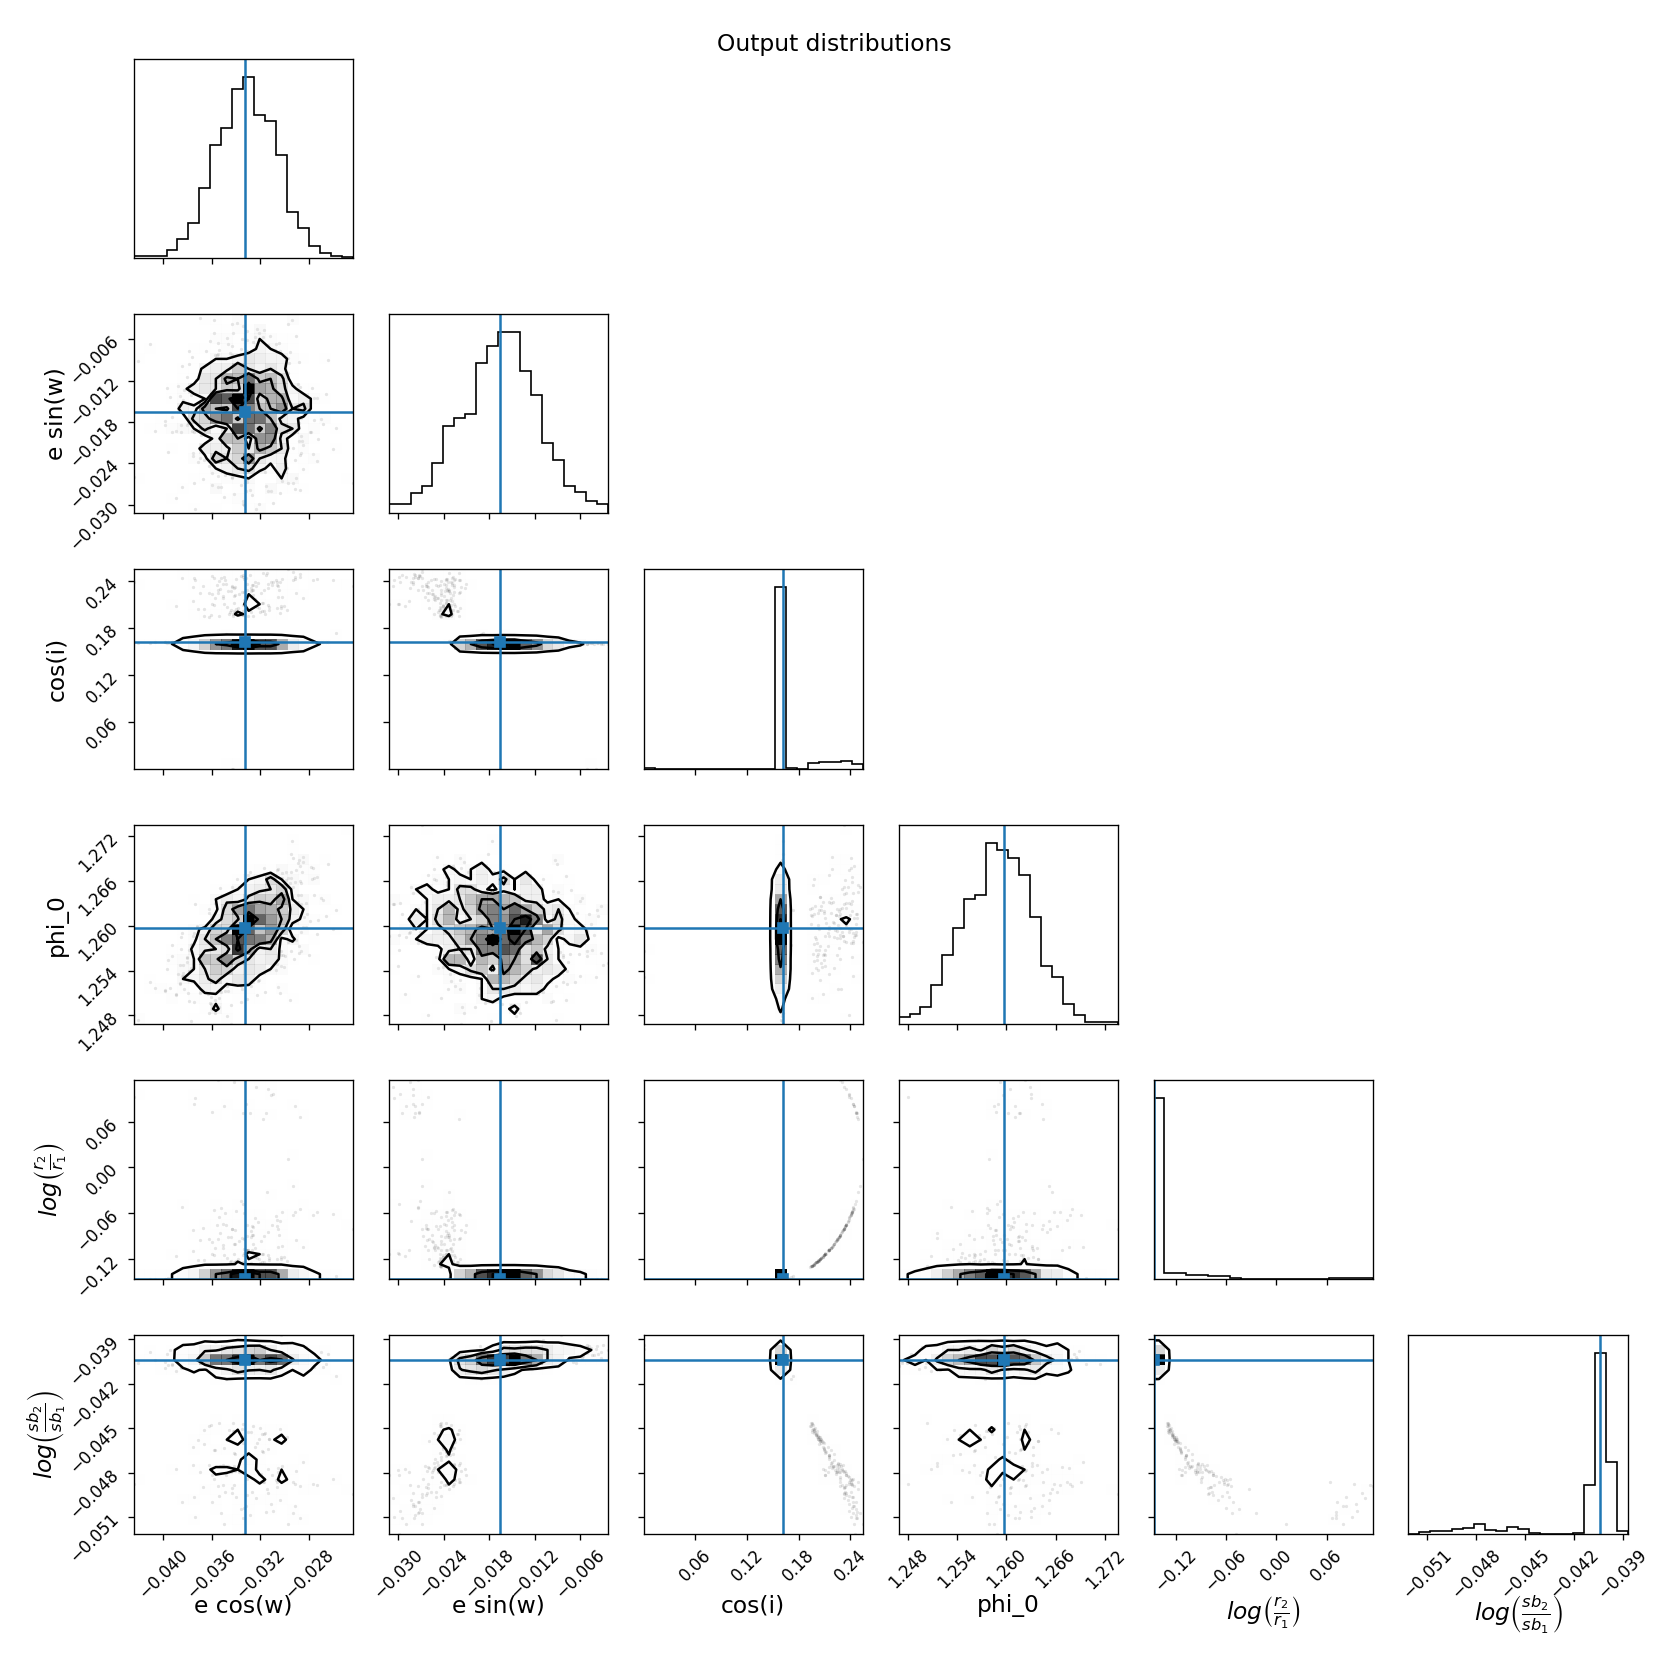 Output distributions
e sin(w)
−0.006
−0.012
−0.018
−0.024
−0.030
cos(i)
0.24
0.18
0.12
0.06
phi_0
1.272
1.266
1.260
1.254
1.248
log(r2/r1)
0.06
0.00
−0.06
−0.12
log(sb2/sb1)
−0.039
−0.042
−0.045
−0.048
−0.051
−0.040 −0.036 −0.032 −0.028
e cos(w)
−0.030 −0.024 −0.018 −0.012 −0.006
e sin(w)
0.06 0.12 0.18 0.24
cos(i)
1.248 1.254 1.260 1.266 1.272
phi_0
−0.12 −0.06 0.00 0.06
log(r2/r1)
−0.051 −0.048 −0.045 −0.042 −0.039
log(sb2/sb1)